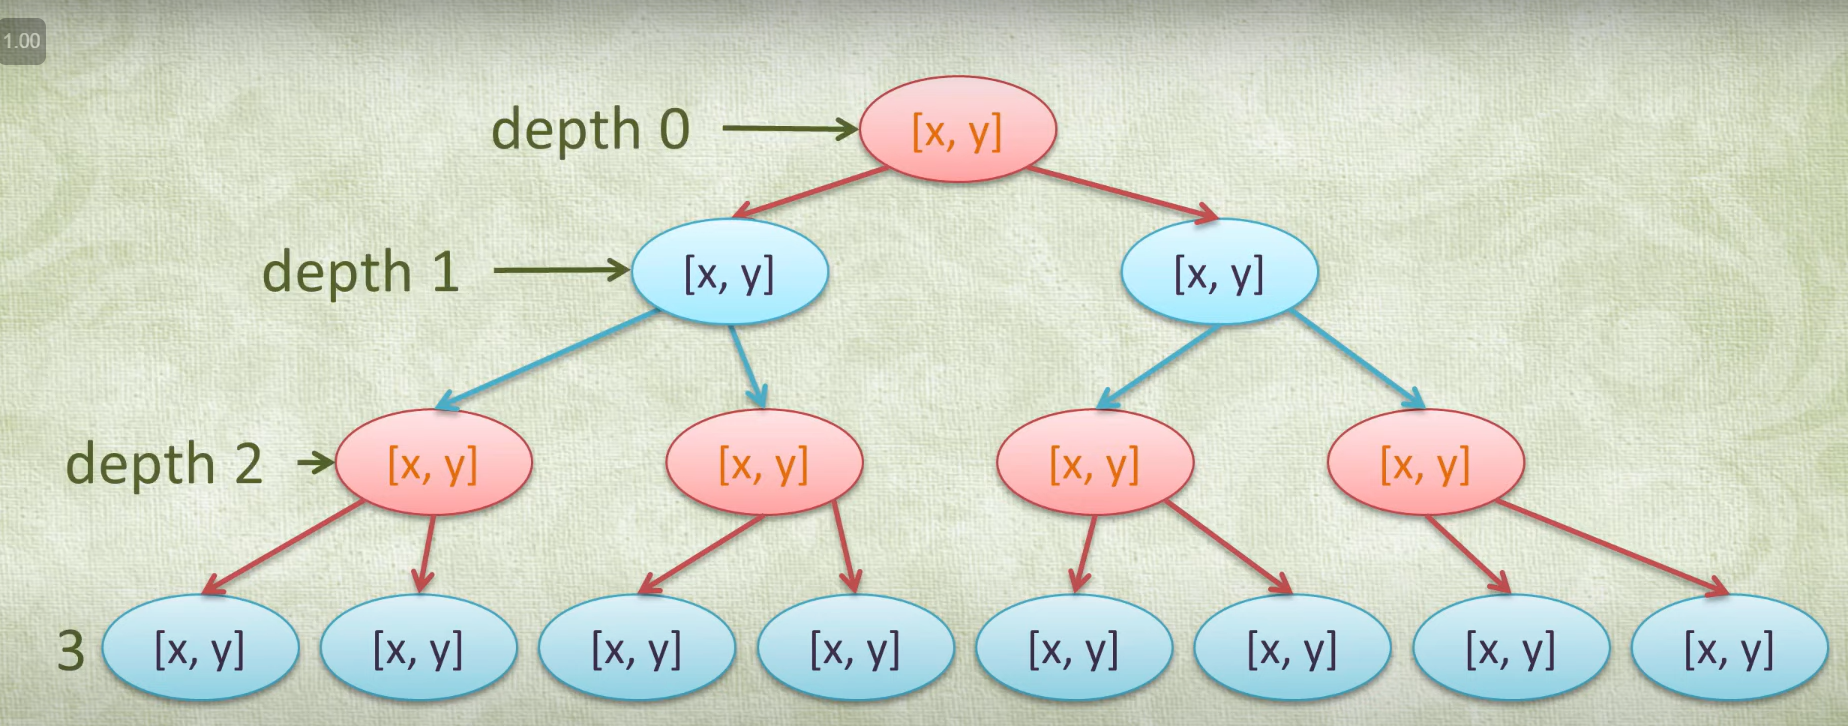 1.00
depth 0 [x, y]
depth 1 [x, y] [x, y]
depth 2 [x, y] [x, y] [x, y] [x, y]
3 [x, y] [x, y] [x, y] [x, y] [x, y] [x, y] [x, y] [x, y]